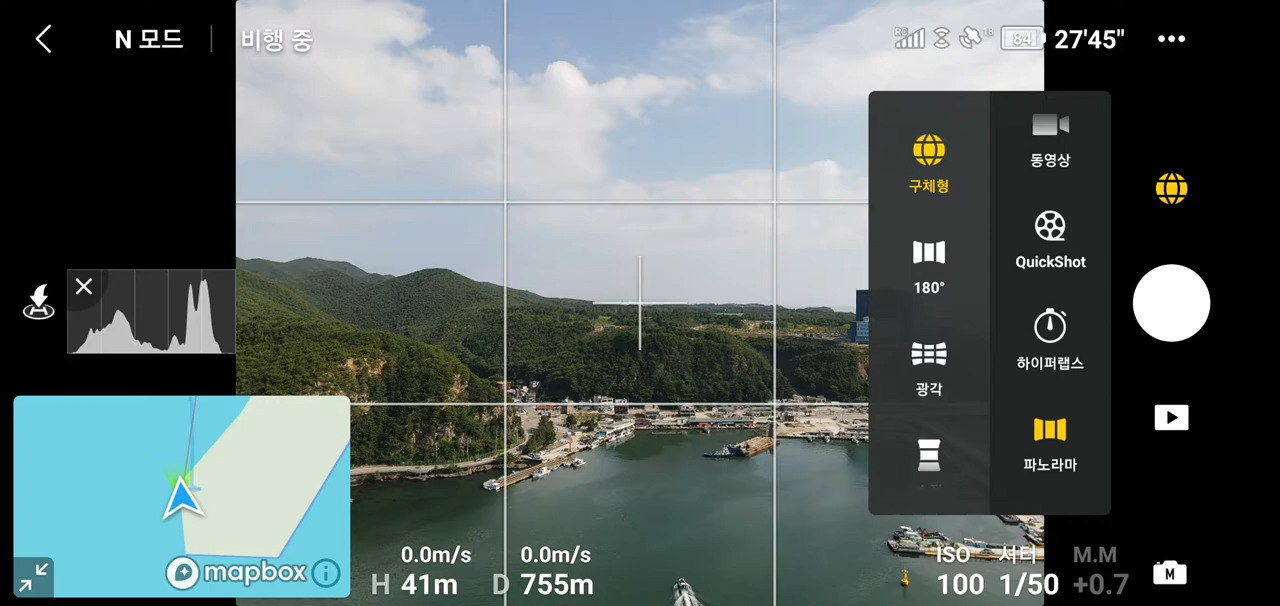 N 모드
비행 중
RC
18
84
27'45"
구체형
180°
광각
동영상
QuickShot
하이퍼랩스
파노라마
mapbox
0.0m/s
0.0m/s
H 41m
D 755m
ISO
100
셔터
1/50
M.M
+0.7
M